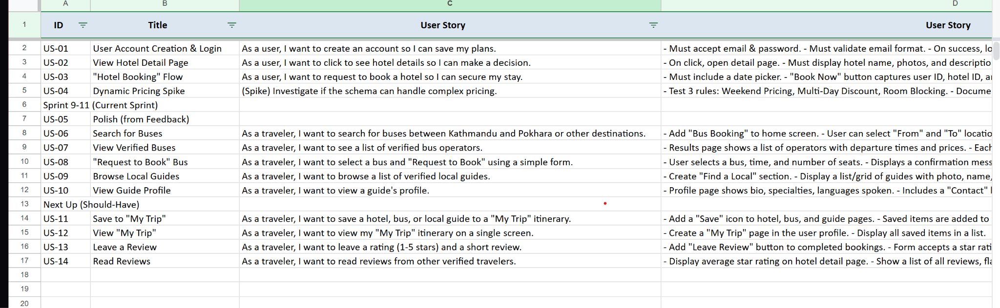 A B C D
1 ID Title User Story User Story
2 US-01 User Account Creation & Login As a user, I want to create an account so I can save my plans. - Must accept email & password. - Must validate email format. - On success, lo
3 US-02 View Hotel Detail Page As a user, I want to click to see hotel details so I can make a decision. - On click, open detail page. - Must display hotel name, photos, and descriptio
4 US-03 "Hotel Booking" Flow As a user, I want to request to book a hotel so I can secure my stay. - Must include a date picker. - "Book Now" button captures user ID, hotel ID, a
5 US-04 Dynamic Pricing Spike (Spike) Investigate if the schema can handle complex pricing. - Test 3 rules: Weekend Pricing, Multi-Day Discount, Room Blocking. - Docume
6 Sprint 9-11 (Current Sprint)
7 US-05 Polish (from Feedback)
8 US-06 Search for Buses As a traveler, I want to search for buses between Kathmandu and Pokhara or other destinations. - Add "Bus Booking" to home screen. - User can select "From" and "To" locatio
9 US-07 View Verified Buses As a traveler, I want to see a list of verified bus operators. - Results page shows a list of operators with departure times and prices. - Each
10 US-08 "Request to Book" Bus As a traveler, I want to select a bus and "Request to Book" using a simple form. - User selects a bus, time, and number of seats. - Displays a confirmation mess
11 US-09 Browse Local Guides As a traveler, I want to browse a list of verified local guides. - Create "Find a Local" section. - Display a list/grid of guides with photo, name,
12 US-10 View Guide Profile As a traveler, I want to view a guide's profile. - Profile page shows bio, specialties, languages spoken. - Includes a "Contact"
13 Next Up (Should-Have)
14 US-11 Save to "My Trip" As a traveler, I want to save a hotel, bus, or local guide to a "My Trip" itinerary. - Add a "Save" icon to hotel, bus, and guide pages. - Saved items are added to
15 US-12 View "My Trip" As a traveler, I want to view my "My Trip" itinerary on a single screen. - Create a "My Trip" page in the user profile. - Display all saved items in a list.
16 US-13 Leave a Review As a traveler, I want to leave a rating (1-5 stars) and a short review. - Add "Leave Review" button to completed bookings. - Form accepts a star rati
17 US-14 Read Reviews As a traveler, I want to read reviews from other verified travelers. - Display average star rating on hotel detail page. - Show a list of all reviews, fla
18
19
20